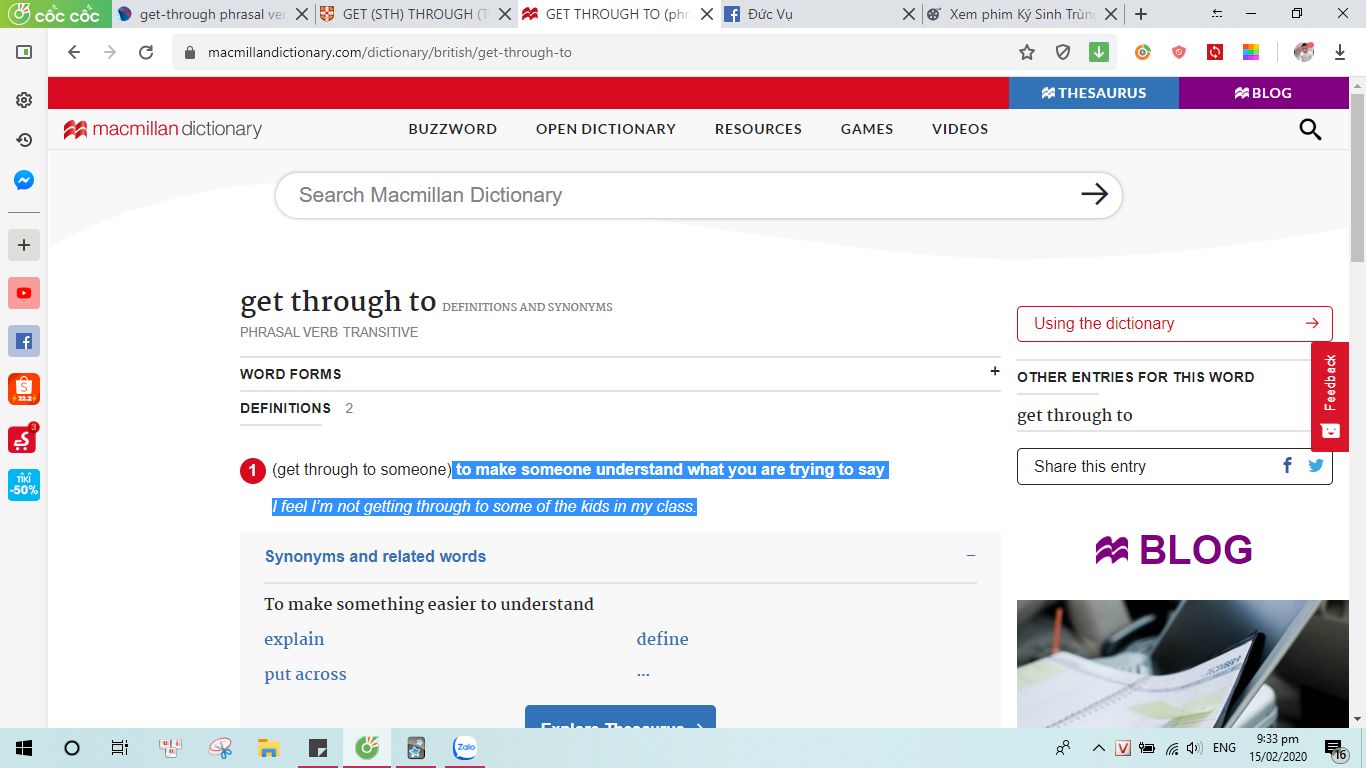 cốc cốc
get-through phrasal ver
GET (STH) THROUGH (T
GET THROUGH TO (phr
Đức Vụ
Xem phim Ký Sinh Trùng
macmillandictionary.com/dictionary/british/get-through-to
THESAURUS
BLOG
macmillan dictionary
BUZZWORD
OPEN DICTIONARY
RESOURCES
GAMES
VIDEOS
Search Macmillan Dictionary
get through to DEFINITIONS AND SYNONYMS
PHRASAL VERB TRANSITIVE
WORD FORMS +
DEFINITIONS 2
1 (get through to someone) to make someone understand what you are trying to say
I feel I'm not getting through to some of the kids in my class.
Synonyms and related words
To make something easier to understand
explain
define
put across
...
Explore Thesaurus
Using the dictionary
OTHER ENTRIES FOR THIS WORD
get through to
Share this entry
Feedback
BLOG
DECEMBER
22.2
3
TIKI
-50%
Zalo
ENG
9:33 pm
15/02/2020
16